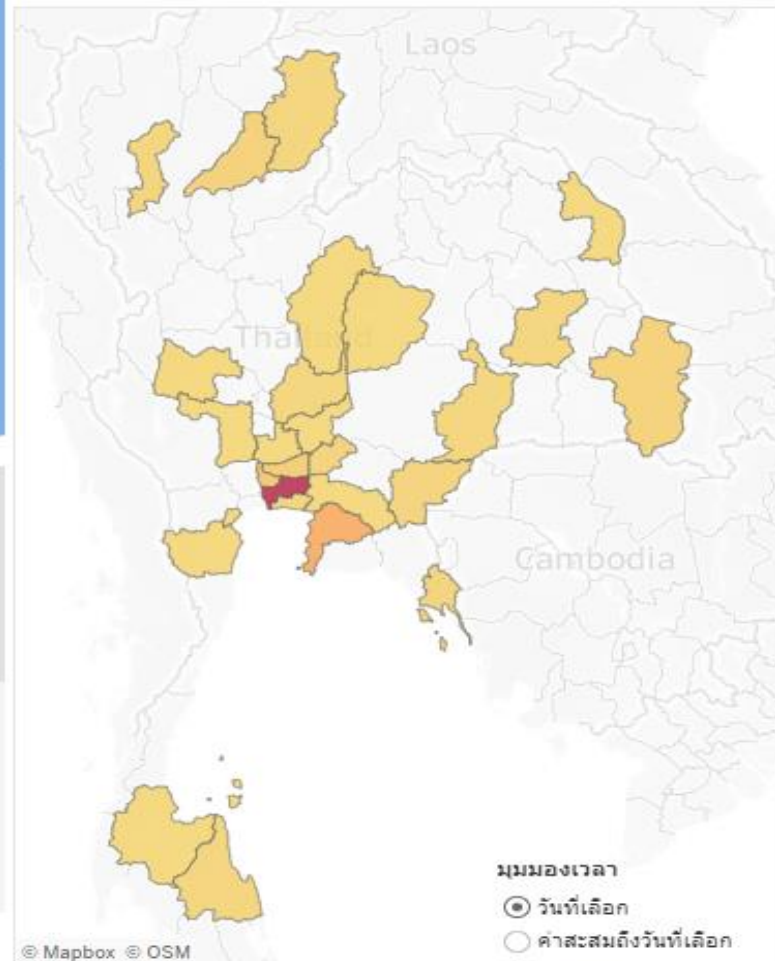 Laos
Thailand
Cambodia
มุมมองเวลา
วันที่เลือก
ค่าสะสมถึงวันที่เลือก
© Mapbox © OSM